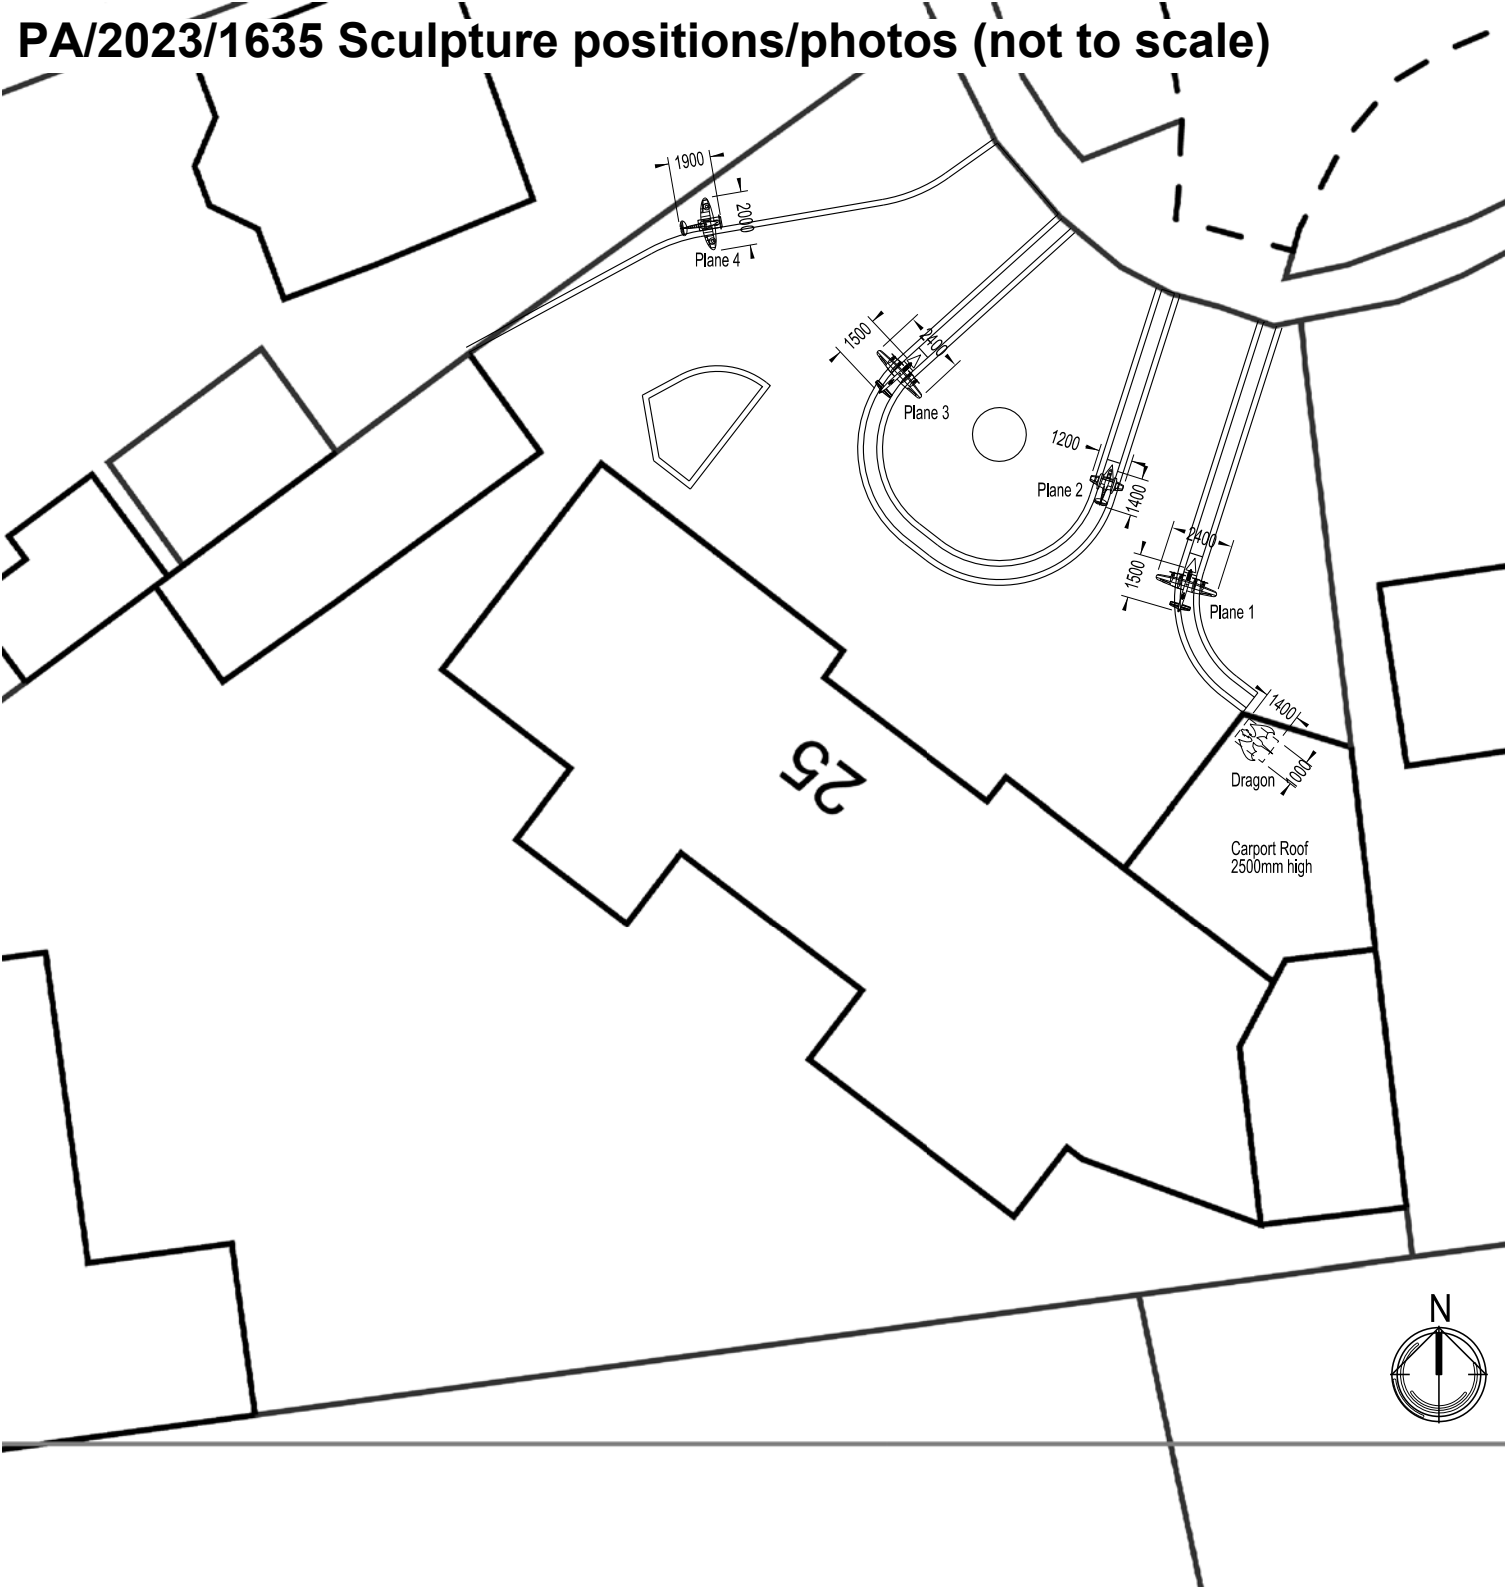 PA/2023/1635 Sculpture positions/photos (not to scale)
1900
2000
Plane 4
1500
2400
Plane 3
1200
Plane 2
1400
2400
1500
Plane 1
1400
1000
Dragon
25
Carport Roof
2500mm high
N